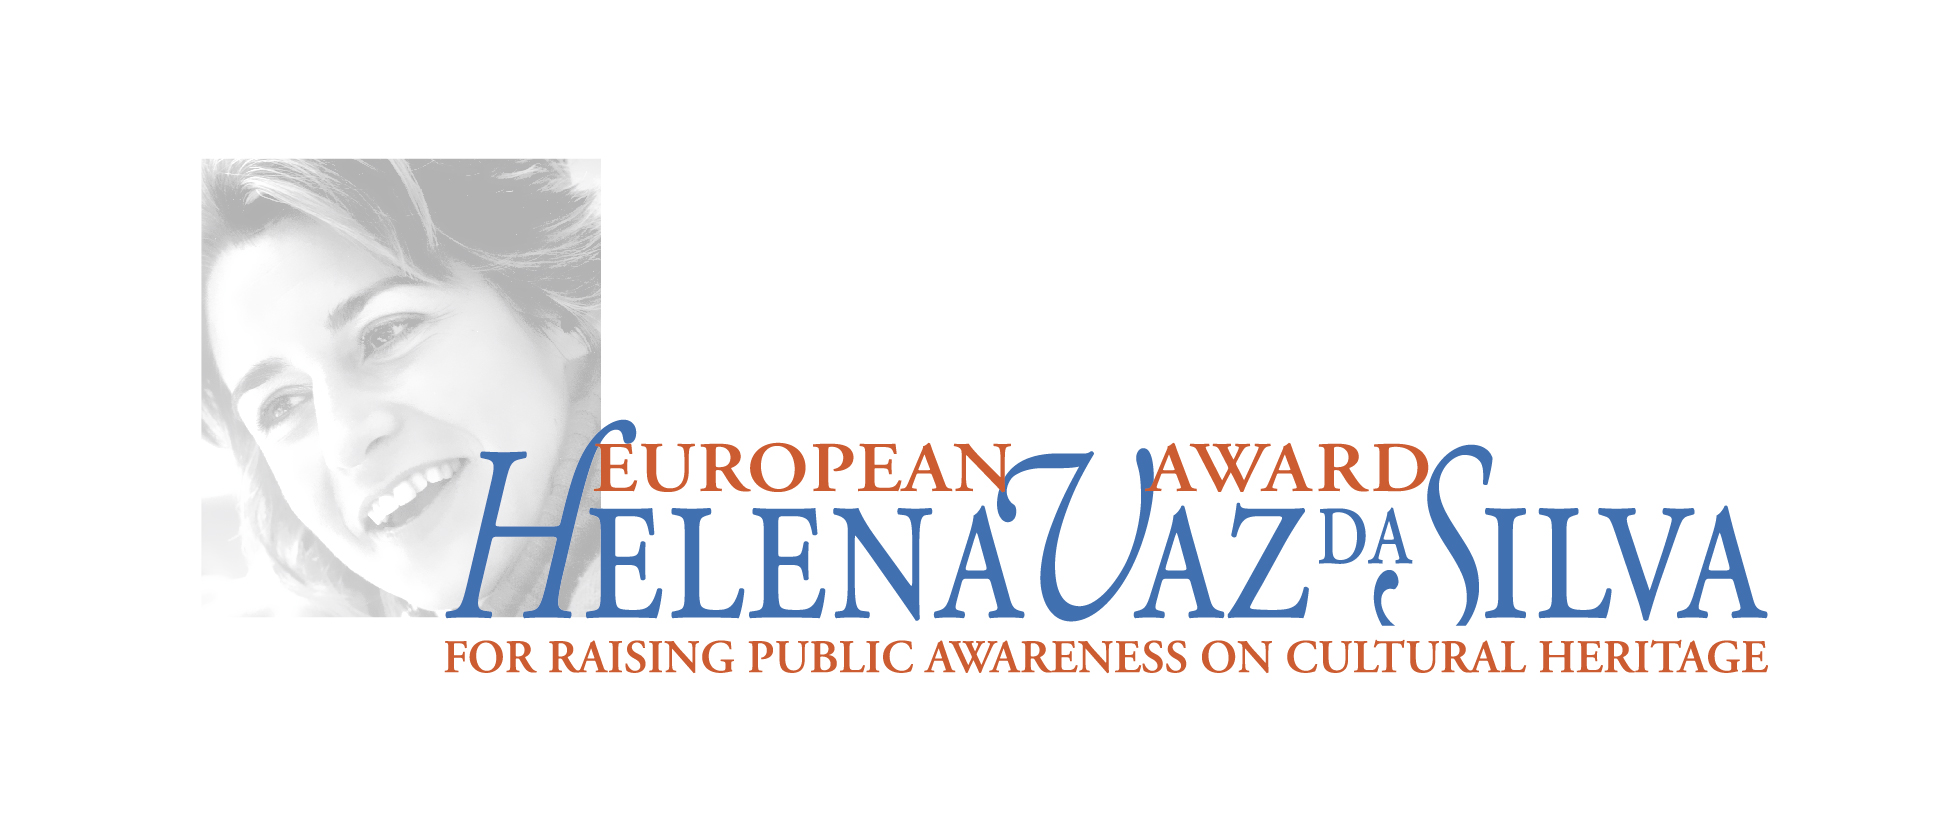 EUROPEAN AWARD
HELENA VAZ DA SILVA
FOR RAISING PUBLIC AWARENESS ON CULTURAL HERITAGE